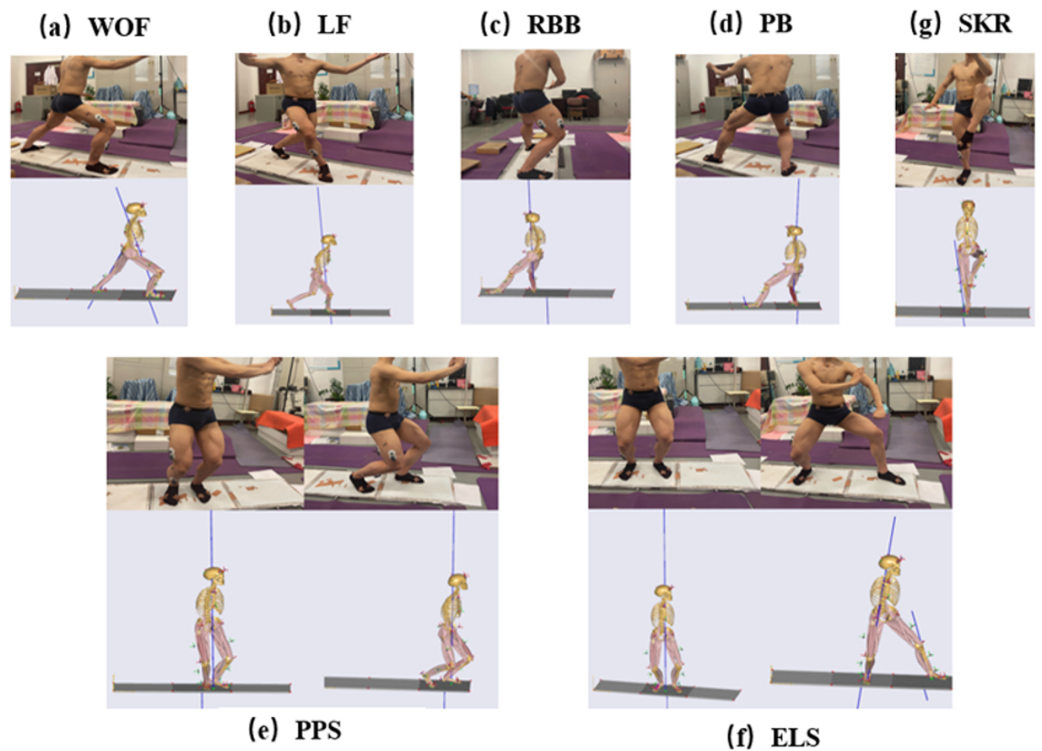 (a) WOF
(b) LF
(c) RBB
(d) PB
(g) SKR
(e) PPS
(f) ELS